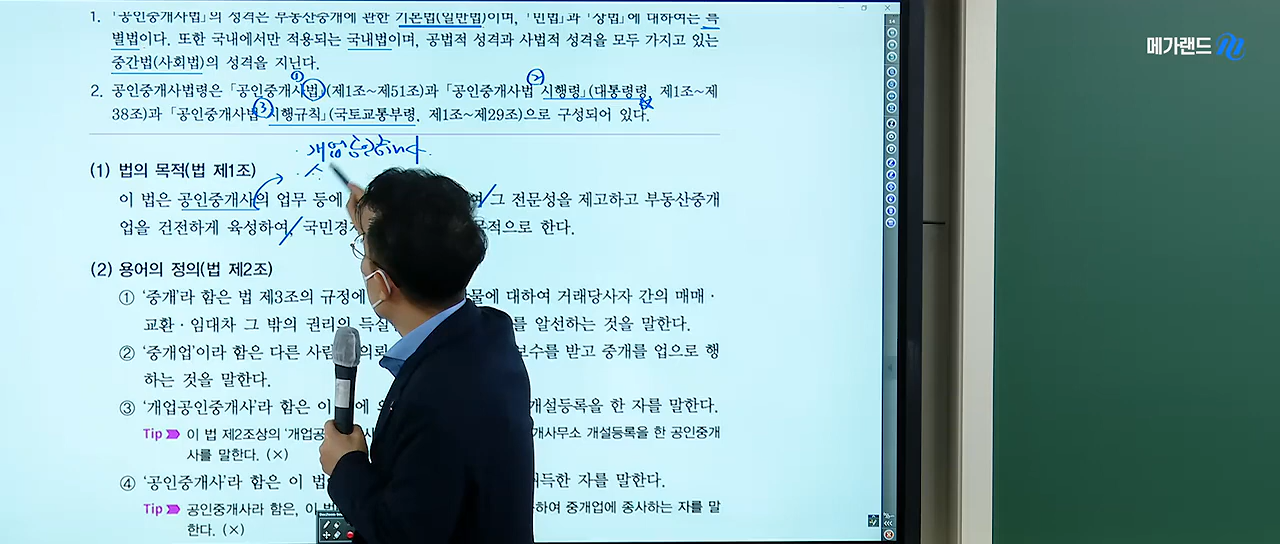 메가랜드
1. 「공인중개사법」의 성격은 부동산중개에 관한 기본법(일반법)이며, 「민법」과 「상법」에 대하여는 특
별법이다. 또한 국내에서만 적용되는 국내법이며, 공법적 성격과 사법적 성격을 모두 가지고 있는
중간법(사회법)의 성격을 지닌다.
2. 공인중개사법령은 「공인중개사법」(제1조~제51조)과 「공인중개사법 시행령」(대통령령, 제1조~제
38조)과 「공인중개사법 시행규칙」(국토교통부령, 제1조~제29조)으로 구성되어 있다.
(1) 법의 목적(법 제1조)
이 법은 공인중개사의 업무 등에 그 전문성을 제고하고 부동산중개
업을 건전하게 육성하여 국민경 목적으로 한다.
(2) 용어의 정의(법 제2조)
① ‘중개’라 함은 법 제3조의 규정에 대하여 거래당사자 간의 매매·
교환·임대차 그 밖의 권리의 득실 알선하는 것을 말한다.
② ‘중개업’이라 함은 다른 사람 의뢰 보수를 받고 중개를 업으로 행
하는 것을 말한다.
③ ‘개업공인중개사’라 함은 이 개설등록을 한 자를 말한다.
Tip 이 법 제2조상의 ‘개업공 개사무소 개설등록을 한 공인중개
사를 말한다. (×)
④ ‘공인중개사’라 함은 이 법 득한 자를 말한다.
Tip 공인중개사라 함은, 이 법 하여 중개업에 종사하는 자를 말
한다. (×)